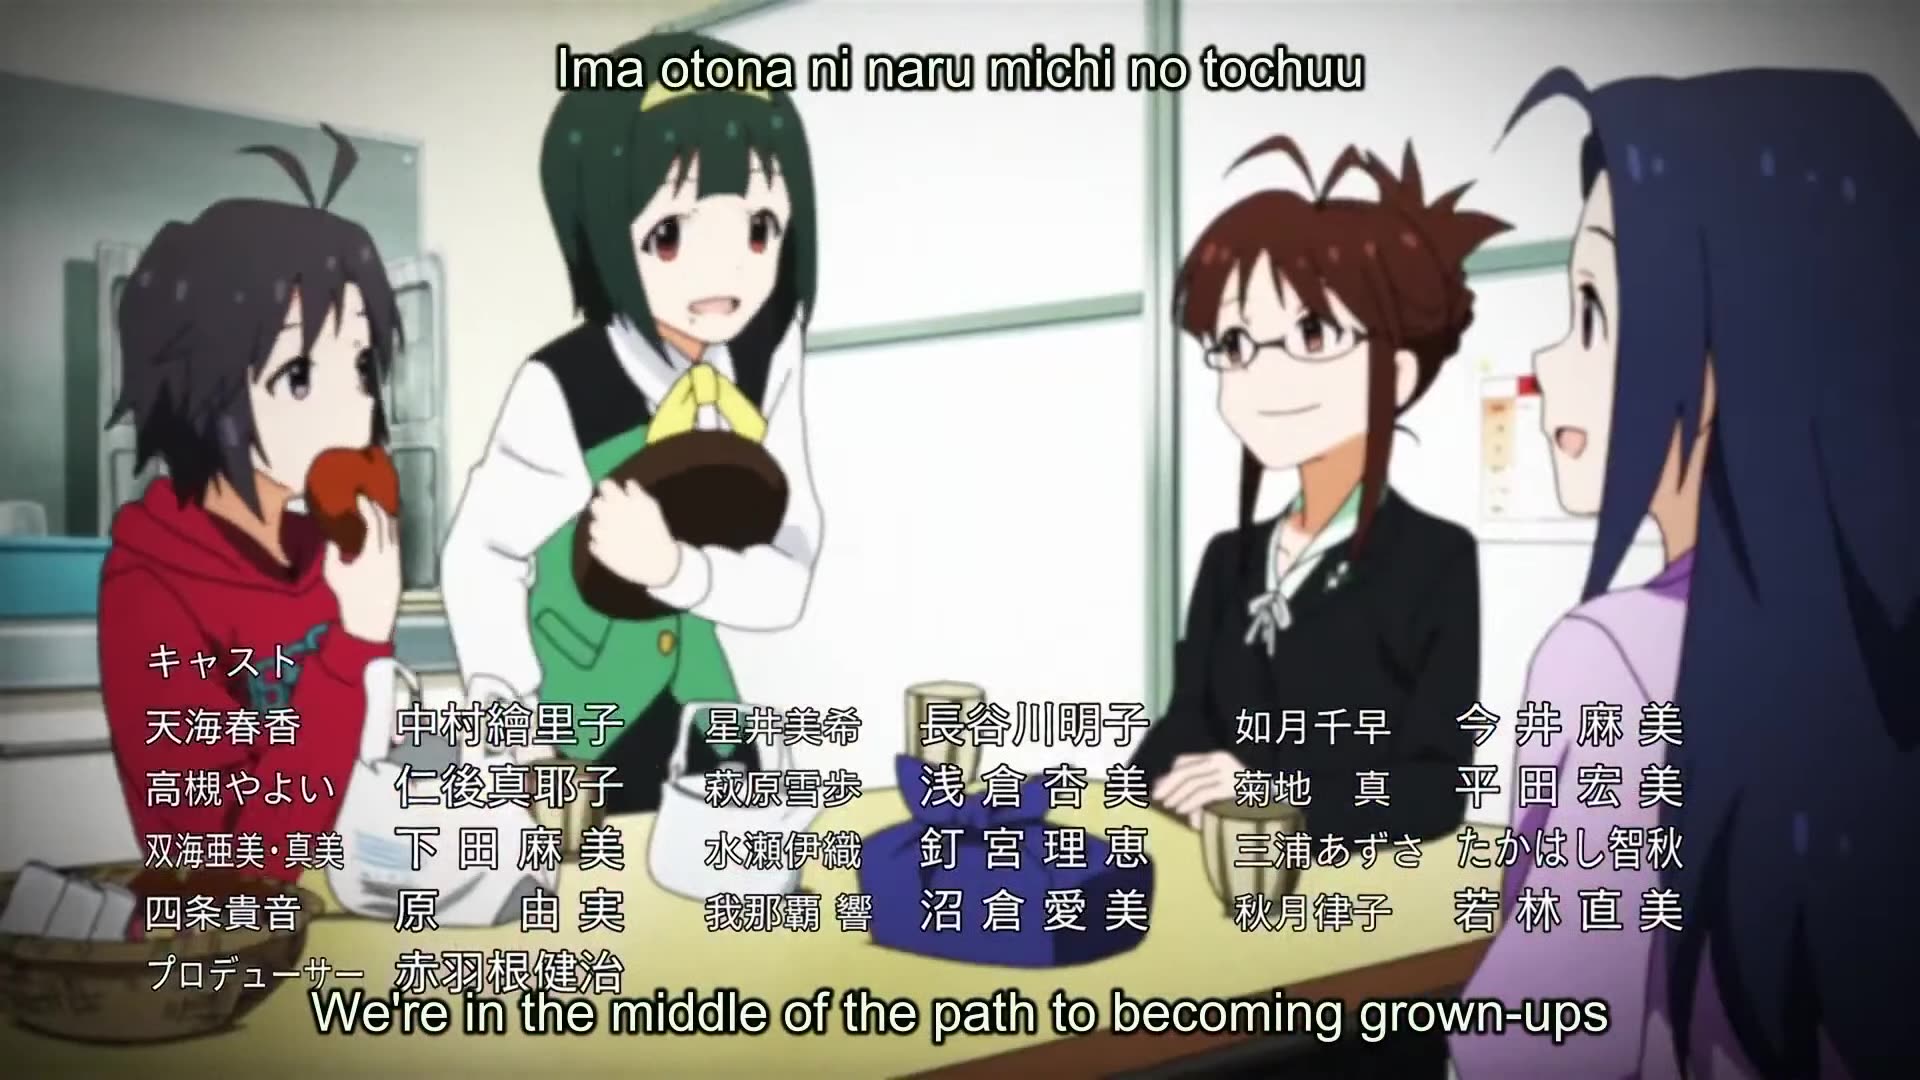 Ima otona ni naru michi no tochuu
キャスト
天海春香 中村繪里子 星井美希 長谷川明子 如月千早 今井麻美
高槻やよい 仁後真耶子 萩原雪歩 浅倉杏美 菊地 真 平田宏美
双海亜美･真美 下田麻美 水瀬伊織 釘宮理恵 三浦あずさ たかはし智秋
四条貴音 原由実 我那覇 響 沼倉愛美 秋月律子 若林直美
プロデューサー 赤羽根健治
We're in the middle of the path to becoming grown-ups